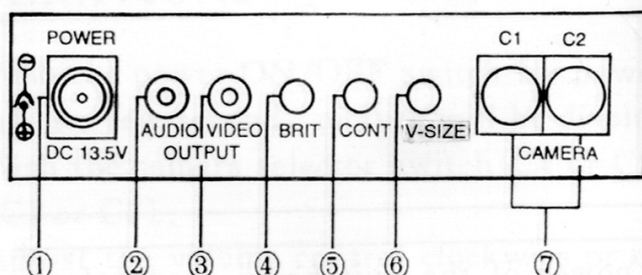 POWER C1 C2
⊖
⊕
AUDIO VIDEO BRIT CONT V-SIZE
DC 13.5V OUTPUT CAMERA
① ② ③ ④ ⑤ ⑥ ⑦